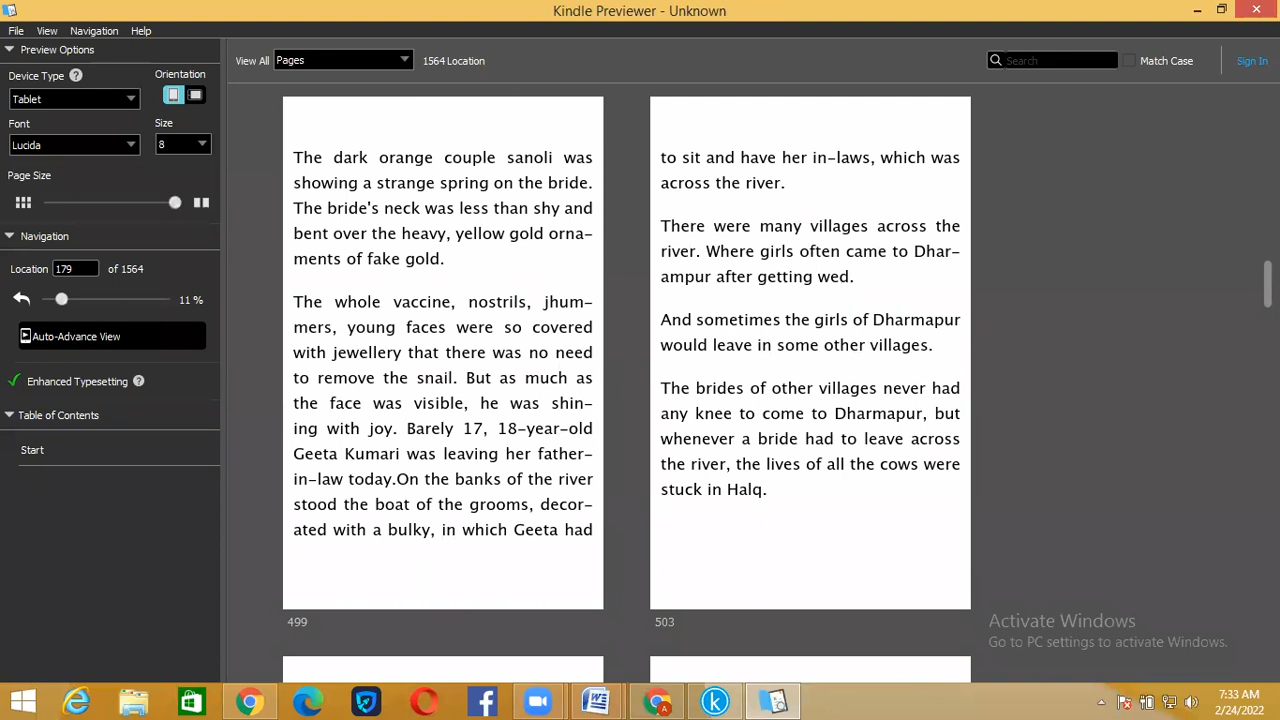 Kindle Previewer - Unknown
File View Navigation Help
Preview Options
View All Pages 1564 Location
Search
Match Case
Sign In
Device Type ? Orientation
Tablet
Font Size
Lucida 8
Page Size
Navigation
Location 179 of 1564
11 %
Auto-Advance View
Enhanced Typesetting ?
Table of Contents
Start
The dark orange couple sanoli was
showing a strange spring on the bride.
The bride's neck was less than shy and
bent over the heavy, yellow gold orna-
ments of fake gold.
The whole vaccine, nostrils, jhum-
mers, young faces were so covered
with jewellery that there was no need
to remove the snail. But as much as
the face was visible, he was shin-
ing with joy. Barely 17, 18-year-old
Geeta Kumari was leaving her father-
in-law today.On the banks of the river
stood the boat of the grooms, decor-
ated with a bulky, in which Geeta had
499
to sit and have her in-laws, which was
across the river.
There were many villages across the
river. Where girls often came to Dhar-
ampur after getting wed.
And sometimes the girls of Dharmapur
would leave in some other villages.
The brides of other villages never had
any knee to come to Dharmapur, but
whenever a bride had to leave across
the river, the lives of all the cows were
stuck in Halq.
503
Activate Windows
Go to PC settings to activate Windows.
7:33 AM
2/24/2022